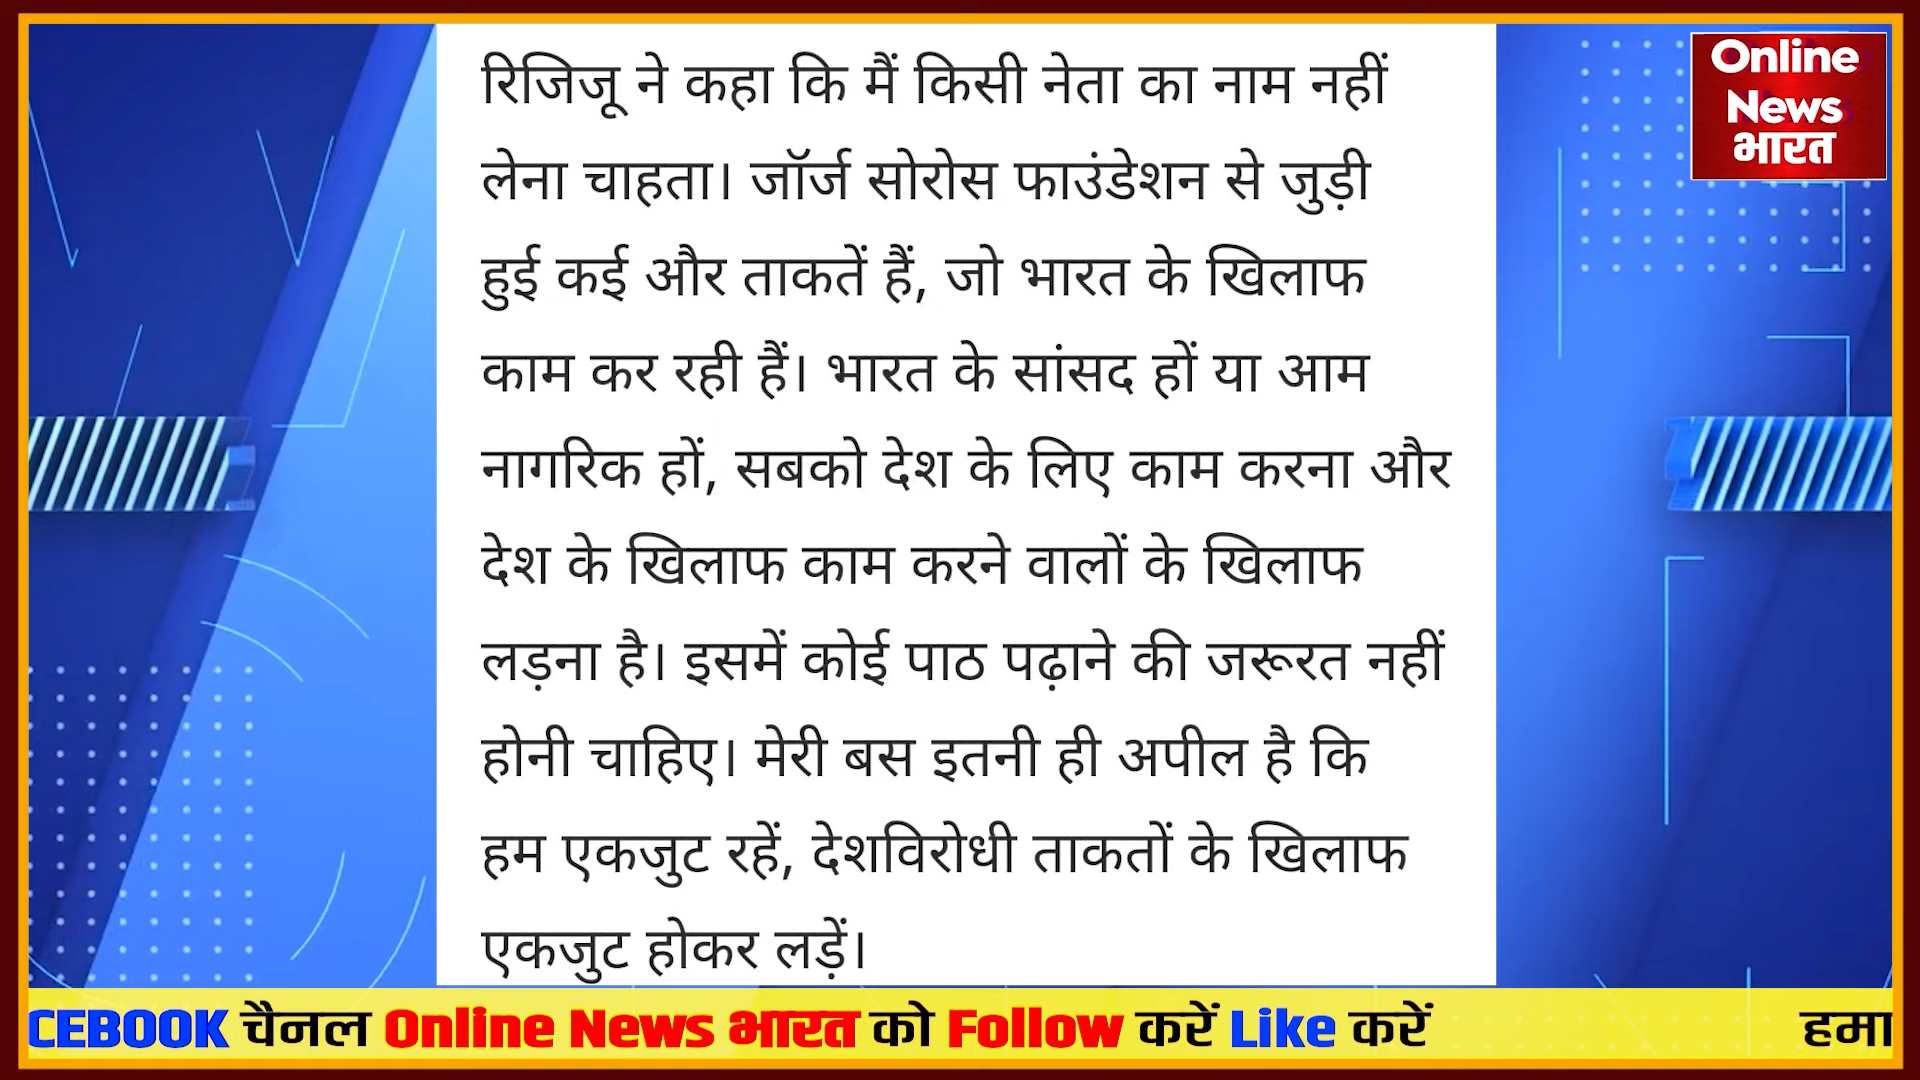 रिजिजू ने कहा कि मैं किसी नेता का नाम नहीं
लेना चाहता। जॉर्ज सोरोस फाउंडेशन से जुड़ी
हुई कई और ताकतें हैं, जो भारत के खिलाफ
काम कर रही हैं। भारत के सांसद हों या आम
नागरिक हों, सबको देश के लिए काम करना और
देश के खिलाफ काम करने वालों के खिलाफ
लड़ना है। इसमें कोई पाठ पढ़ाने की जरूरत नहीं
होनी चाहिए। मेरी बस इतनी ही अपील है कि
हम एकजुट रहें, देशविरोधी ताकतों के खिलाफ
एकजुट होकर लड़ें।
Online
News
भारत
CEBOOK चैनल Online News भारत को Follow करें Like करें हमा